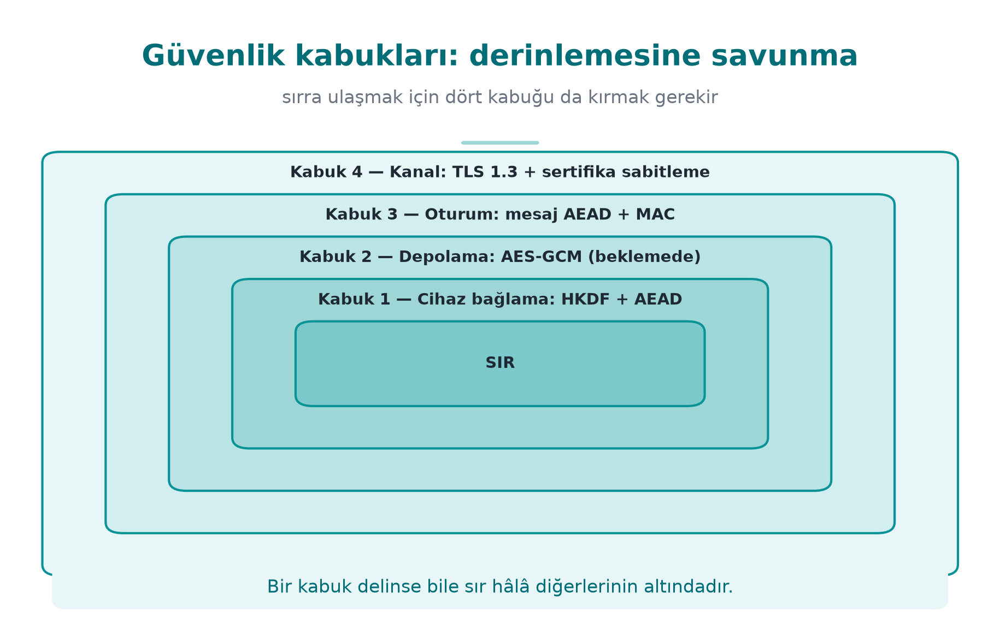 Güvenlik kabukları: derinlemesine savunma
sırra ulaşmak için dört kabuğu da kırmak gerekir
Kabuk 4 — Kanal: TLS 1.3 + sertifika sabitleme
Kabuk 3 — Oturum: mesaj AEAD + MAC
Kabuk 2 — Depolama: AES-GCM (beklemede)
Kabuk 1 — Cihaz bağlama: HKDF + AEAD
SIR
Bir kabuk delinse bile sır hâlâ diğerlerinin altındadır.